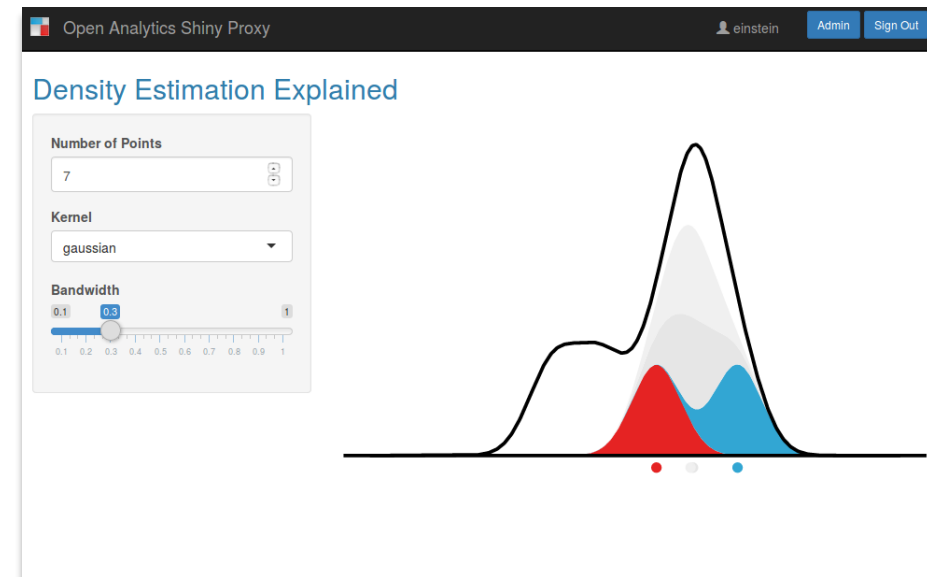 Open Analytics Shiny Proxy
einstein
Admin
Sign Out
Density Estimation Explained
Number of Points
7
Kernel
gaussian
Bandwidth
0.1 0.3 1
0.1 0.2 0.3 0.4 0.5 0.6 0.7 0.8 0.9 1